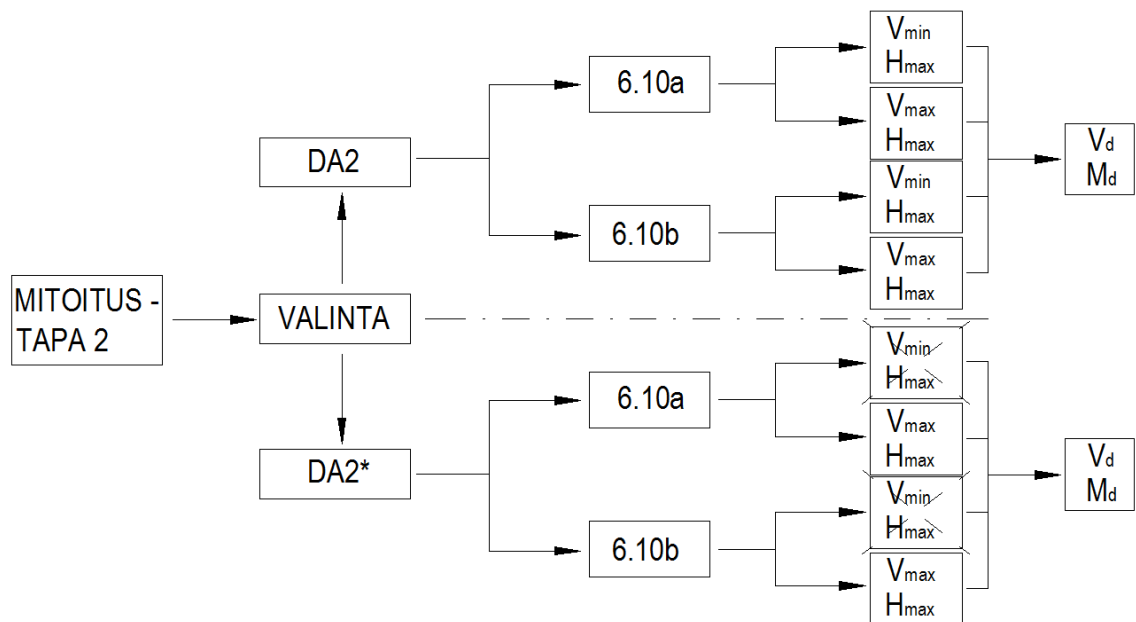 MITOITUS -
TAPA 2
VALINTA
DA2
6.10a
Vmin
Hmax
Vmax
Hmax
6.10b
Vmin
Hmax
Vmax
Hmax
Vd
Md
DA2*
6.10a
Vmin
Hmax
Vmax
Hmax
6.10b
Vmin
Hmax
Vmax
Hmax
Vd
Md